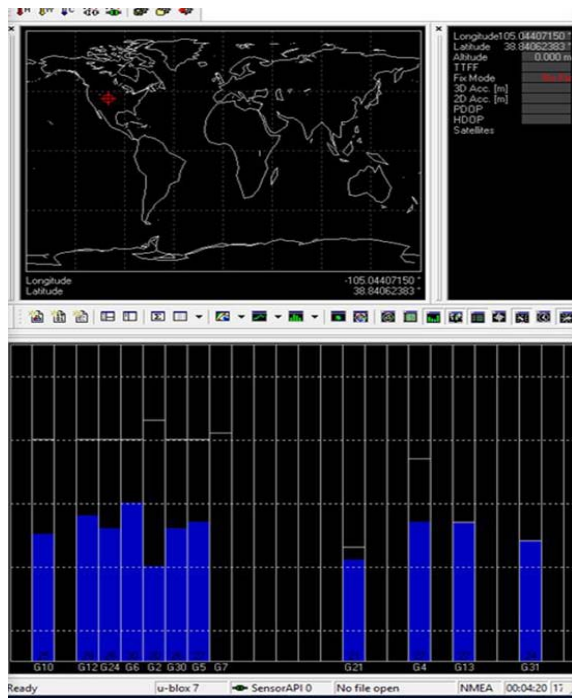 Longitude105.04407150 °
Latitude 38.84062383 °
Altitude 0.000 m
TTFF
Fix Mode
3D Acc. [m]
2D Acc. [m]
PDOP
HDOP
Satellites
Longitude -105.04407150 °
Latitude 38.84062383 °
G10 G12 G24 G6 G2 G30 G5 G7 G21 G4 G13 G31
Ready u-blox 7 SensorAPI 0 No file open NMEA 00:04:20 17